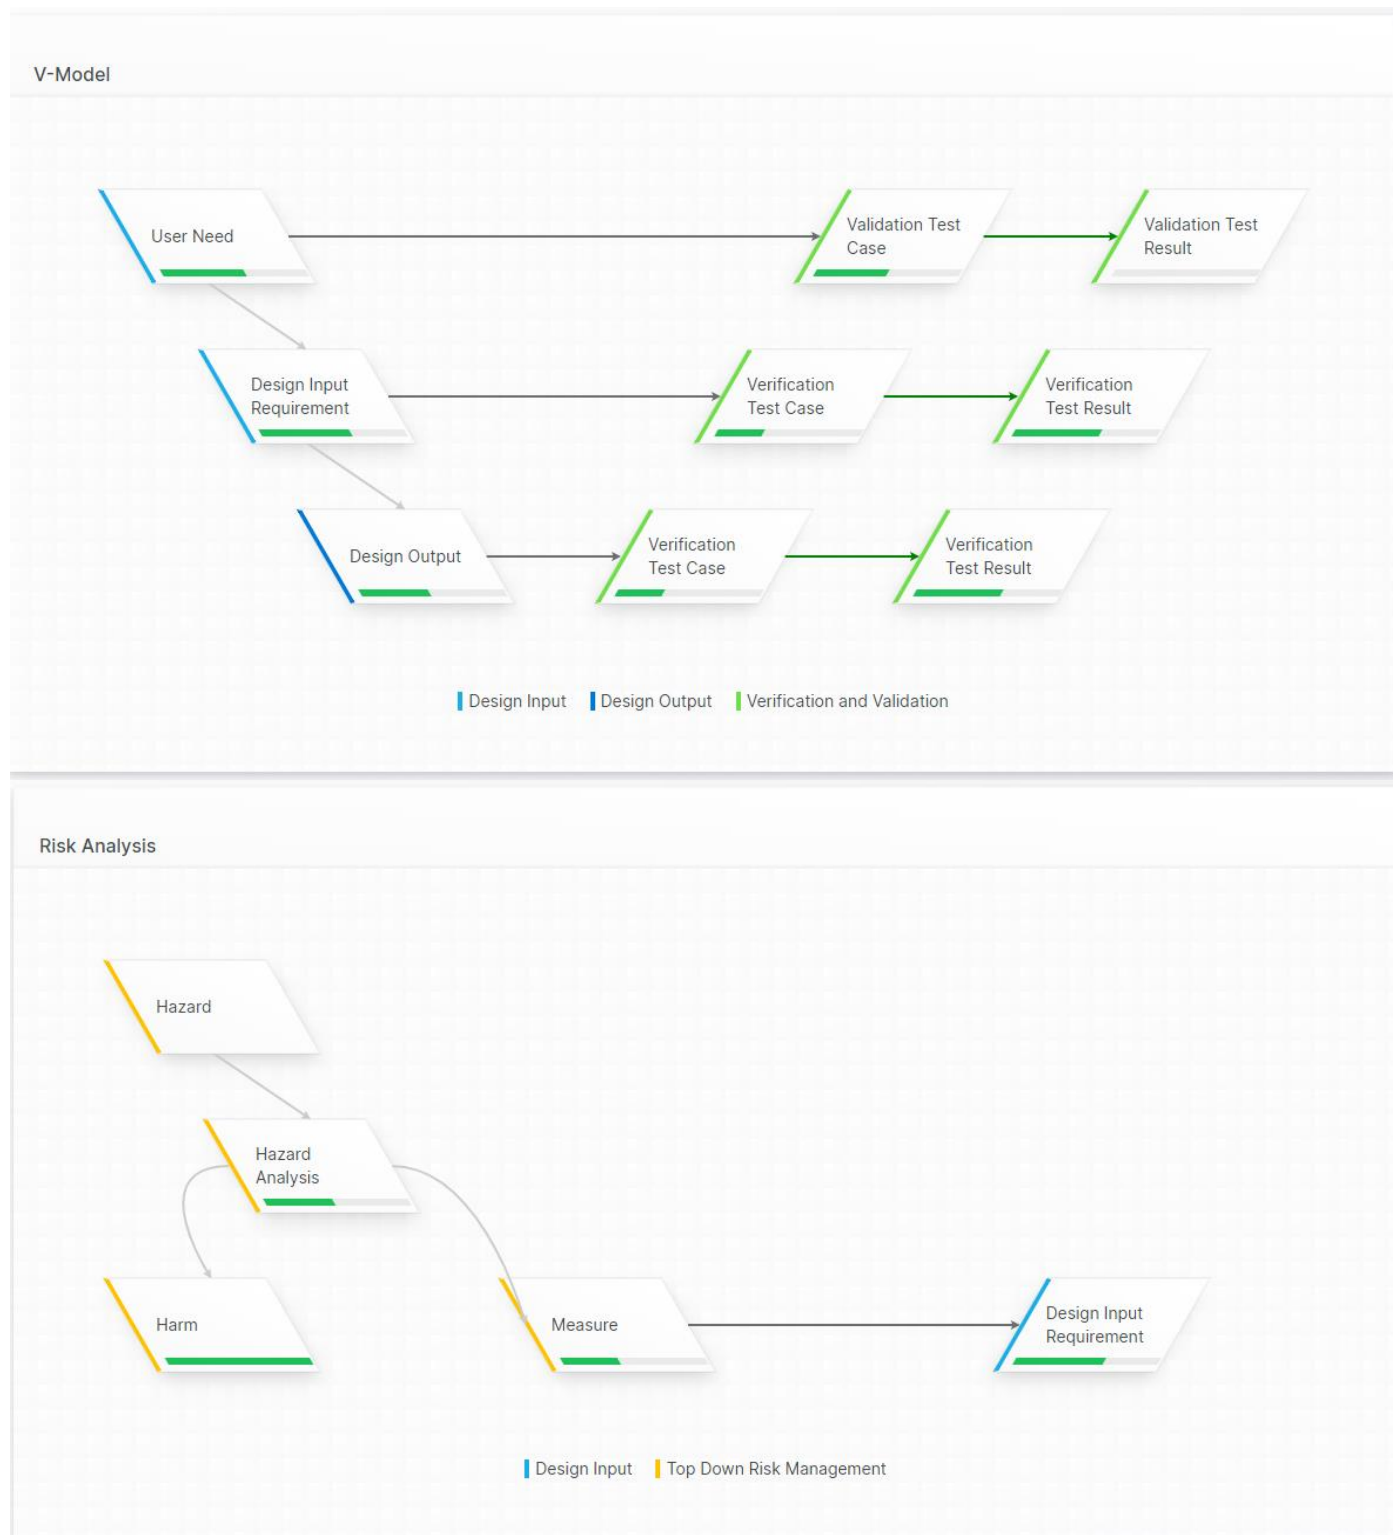 V-Model
User Need
Validation Test
Case
Validation Test
Result
Design Input
Requirement
Verification
Test Case
Verification
Test Result
Design Output
Verification
Test Case
Verification
Test Result
Design Input
Design Output
Verification and Validation
Risk Analysis
Hazard
Hazard
Analysis
Harm
Measure
Design Input
Requirement
Design Input
Top Down Risk Management